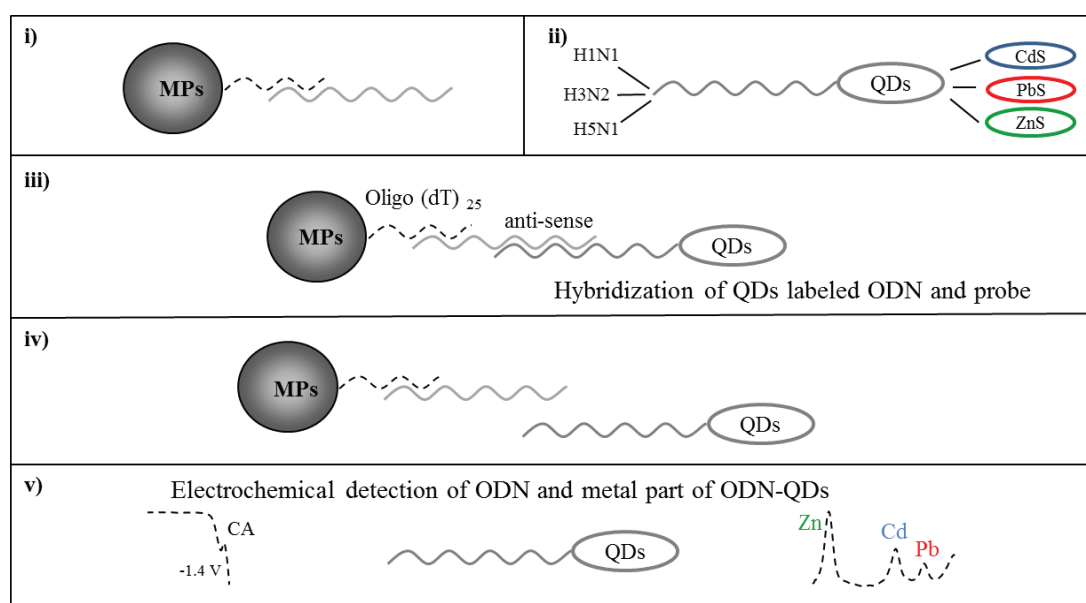 i)
MPs
ii)
H1N1
H3N2
H5N1
QDs
CdS
PbS
ZnS
iii)
MPs
Oligo (dT) 25
anti-sense
QDs
Hybridization of QDs labeled ODN and probe
iv)
MPs
QDs
v)
Electrochemical detection of ODN and metal part of ODN-QDs
CA
-1.4 V
QDs
Zn
Cd
Pb